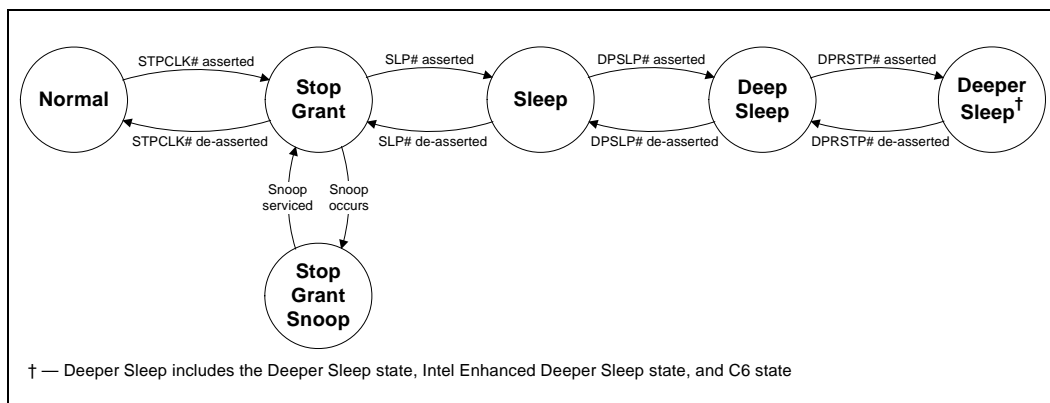 STPCLK# asserted
SLP# asserted
DPSLP# asserted
DPRSTP# asserted
Normal
Stop
Grant
Sleep
Deep
Sleep
Deeper
Sleep†
STPCLK# de-asserted
SLP# de-asserted
DPSLP# de-asserted
DPRSTP# de-asserted
Snoop
serviced
Snoop
occurs
Stop
Grant
Snoop
† — Deeper Sleep includes the Deeper Sleep state, Intel Enhanced Deeper Sleep state, and C6 state